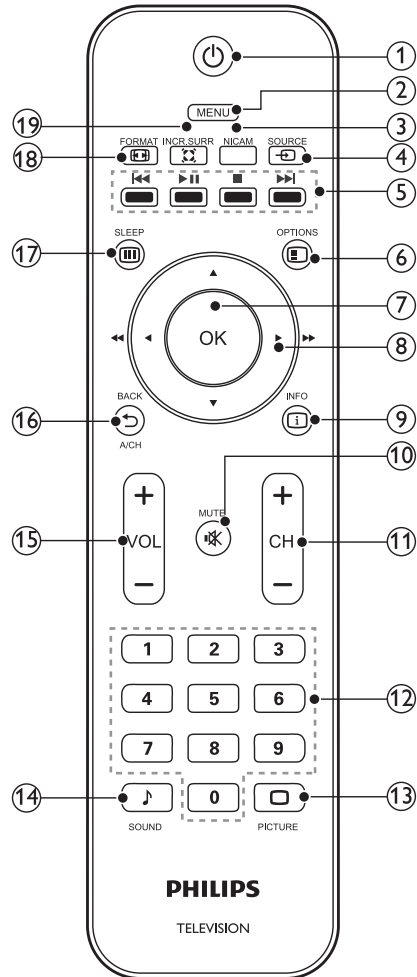 1
MENU
2
19
3
FORMAT INCR.SURR NICAM SOURCE
18
4
5
SLEEP OPTIONS
17
6
7
OK
8
BACK INFO
16
9
A/CH
10
MUTE
+ +
15 VOL CH 11
− −
1 2 3
4 5 6 12
7 8 9
14 0 13
SOUND PICTURE
PHILIPS
TELEVISION